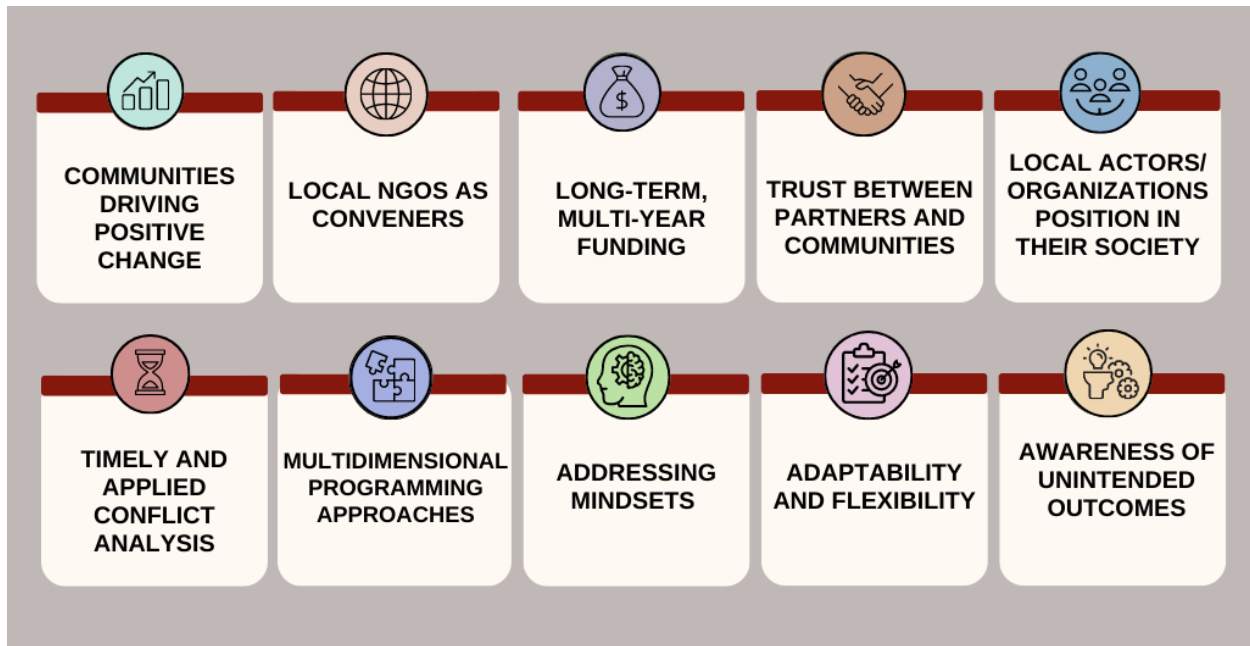 COMMUNITIES
DRIVING
POSITIVE
CHANGE
LOCAL NGOS AS
CONVENERS
$
LONG-TERM,
MULTI-YEAR
FUNDING
TRUST BETWEEN
PARTNERS AND
COMMUNITIES
LOCAL ACTORS/
ORGANIZATIONS
POSITION IN
THEIR SOCIETY
TIMELY AND
APPLIED
CONFLICT
ANALYSIS
MULTIDIMENSIONAL
PROGRAMMING
APPROACHES
ADDRESSING
MINDSETS
ADAPTABILITY
AND FLEXIBILITY
AWARENESS OF
UNINTENDED
OUTCOMES